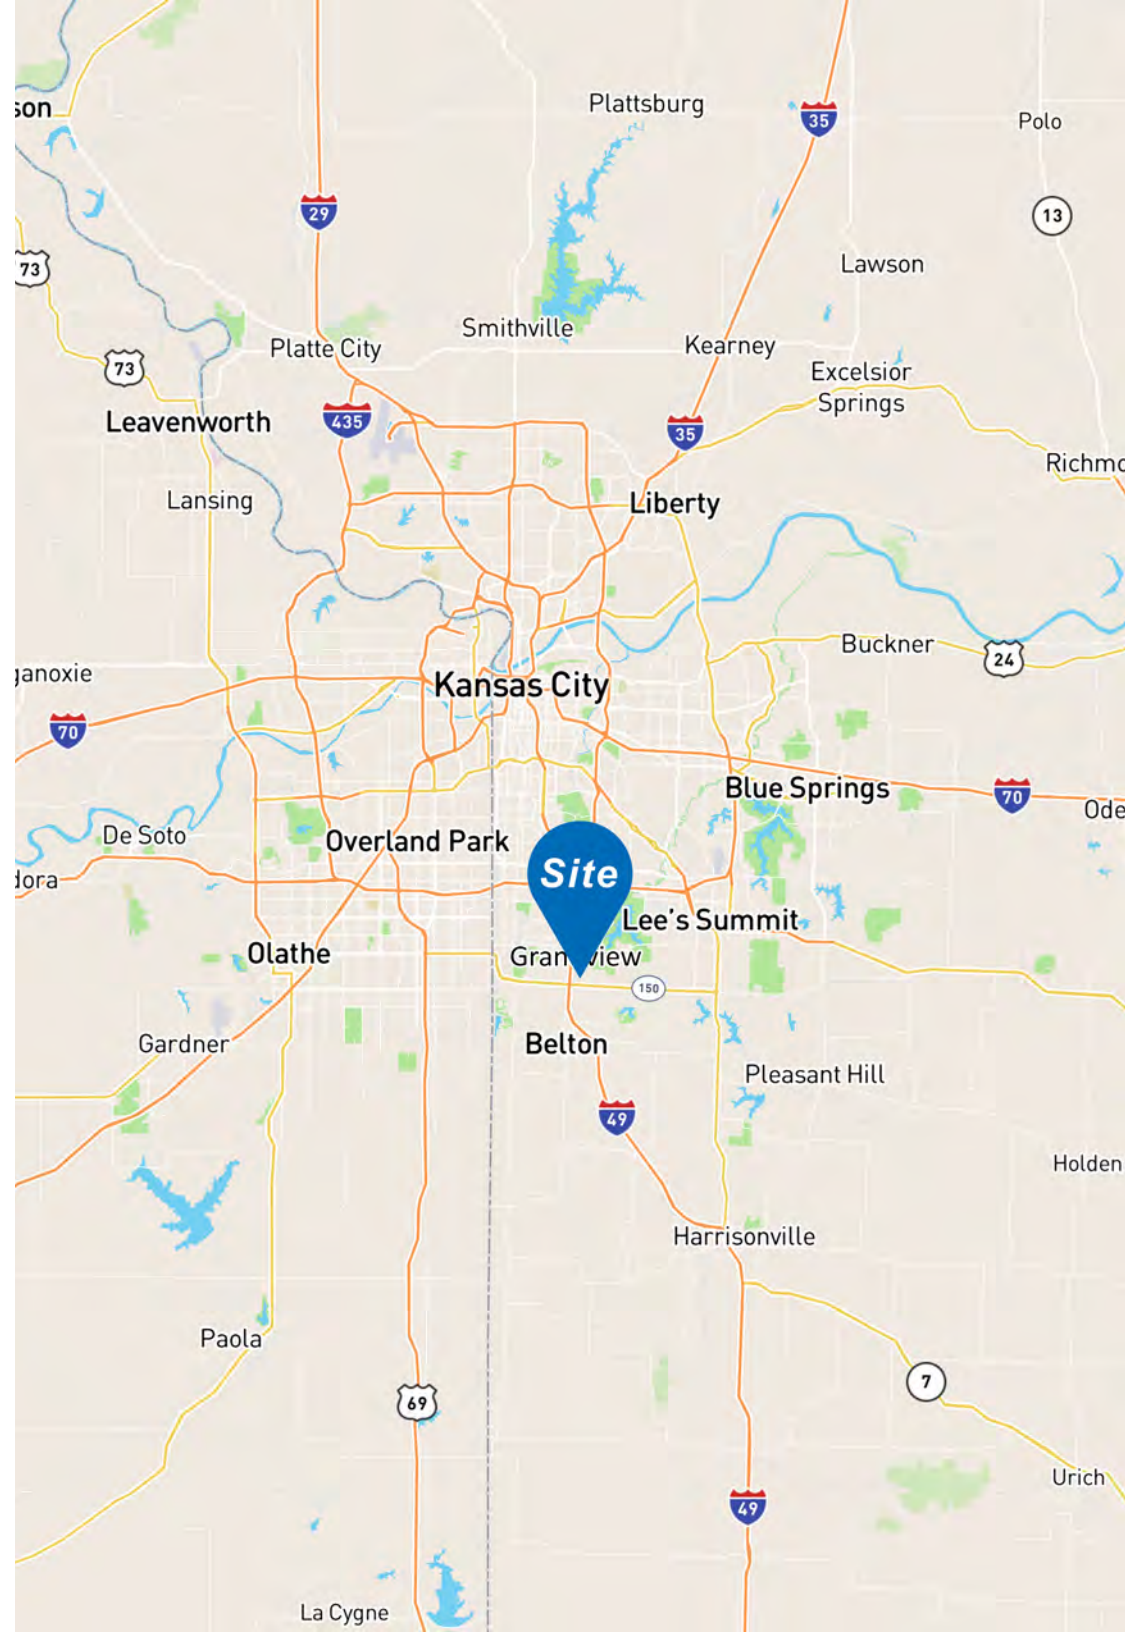 Plattsburg
35
Polo
son
13
29
73
Lawson
Smithville
Platte City
Kearney
73
Excelsior
Springs
Leavenworth
435
35
Richmo
Lansing
Liberty
Buckner
24
ganoxie
Kansas City
70
Blue Springs
70
Ode
De Soto
Overland Park
dora
Site
Lee's Summit
Olathe
Grandview
150
Gardner
Belton
Pleasant Hill
49
Holden
Harrisonville
Paola
7
69
Urich
49
La Cygne